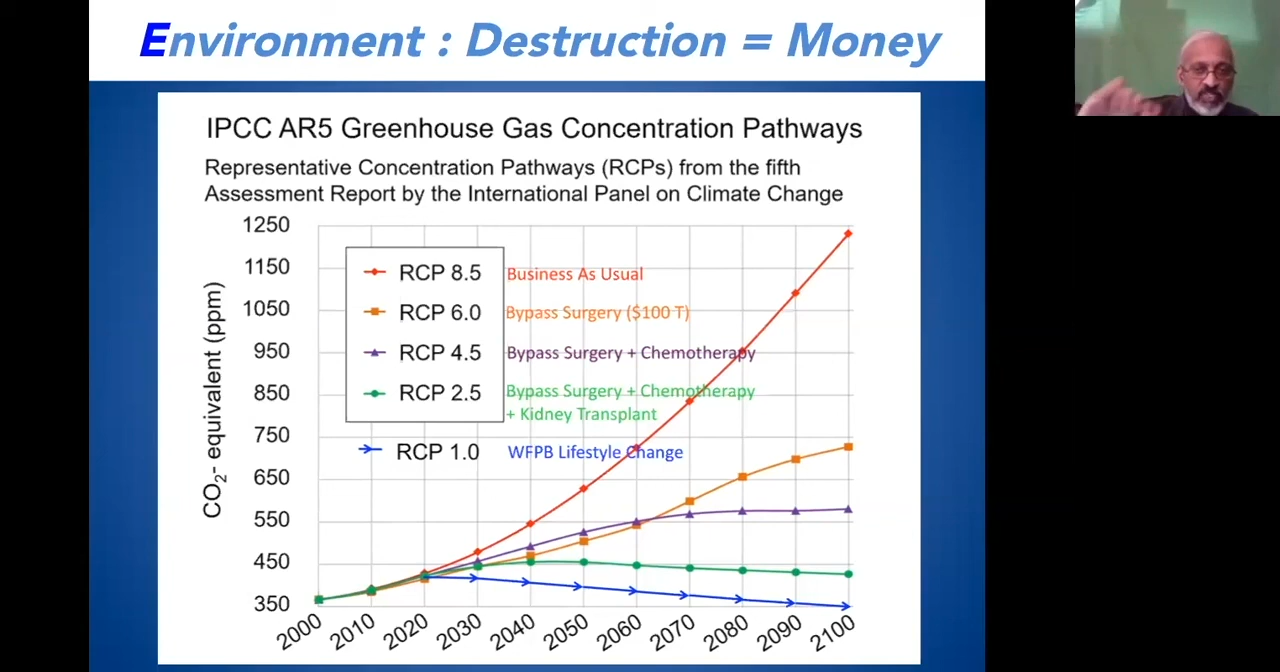 Environment : Destruction = Money
IPCC AR5 Greenhouse Gas Concentration Pathways
Representative Concentration Pathways (RCPs) from the fifth
Assessment Report by the International Panel on Climate Change
CO2- equivalent (ppm)
1250
1150
1050
950
850
750
650
550
450
350
RCP 8.5 Business As Usual
RCP 6.0 Bypass Surgery ($100 T)
RCP 4.5 Bypass Surgery + Chemotherapy
RCP 2.5 Bypass Surgery + Chemotherapy
+ Kidney Transplant
RCP 1.0 WFPB Lifestyle Change
2000 2010 2020 2030 2040 2050 2060 2070 2080 2090 2100